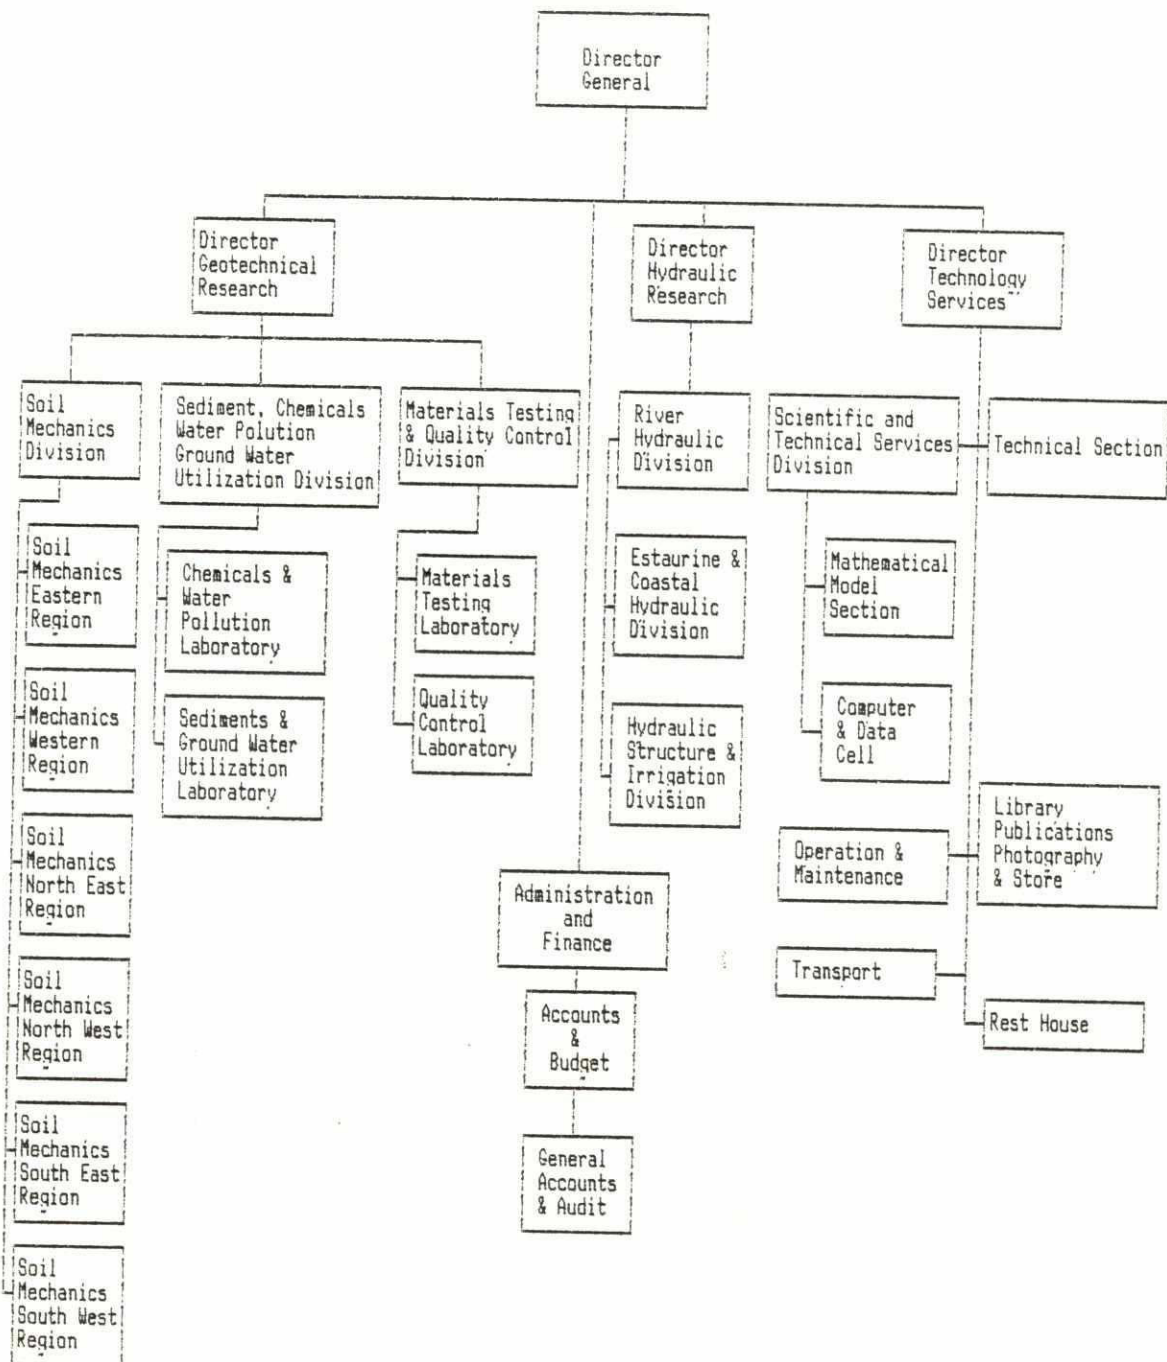 Director
General
Director
Geotechnical
Research
Director
Hydraulic
Research
Director
Technology
Services
Soil
Mechanics
Division
Sediment, Chemicals
Water Polution
Ground Water
Utilization Division
Materials Testing
& Quality Control
Division
River
Hydraulic
Division
Scientific and
Technical Services
Division
Technical Section
Soil
Mechanics
Eastern
Region
Chemicals &
Water
Pollution
Laboratory
Materials
Testing
Laboratory
Estaurine &
Coastal
Hydraulic
Division
Mathematical
Model
Section
Soil
Mechanics
Western
Region
Sediments &
Ground Water
Utilization
Laboratory
Quality
Control
Laboratory
Hydraulic
Structure &
Irrigation
Division
Computer
& Data
Cell
Soil
Mechanics
North East
Region
Administration
and
Finance
Operation &
Maintenance
Library
Publications
Photography
& Store
Soil
Mechanics
North West
Region
Accounts
&
Budget
Transport
Rest House
Soil
Mechanics
South East
Region
General
Accounts
& Audit
Soil
Mechanics
South West
Region